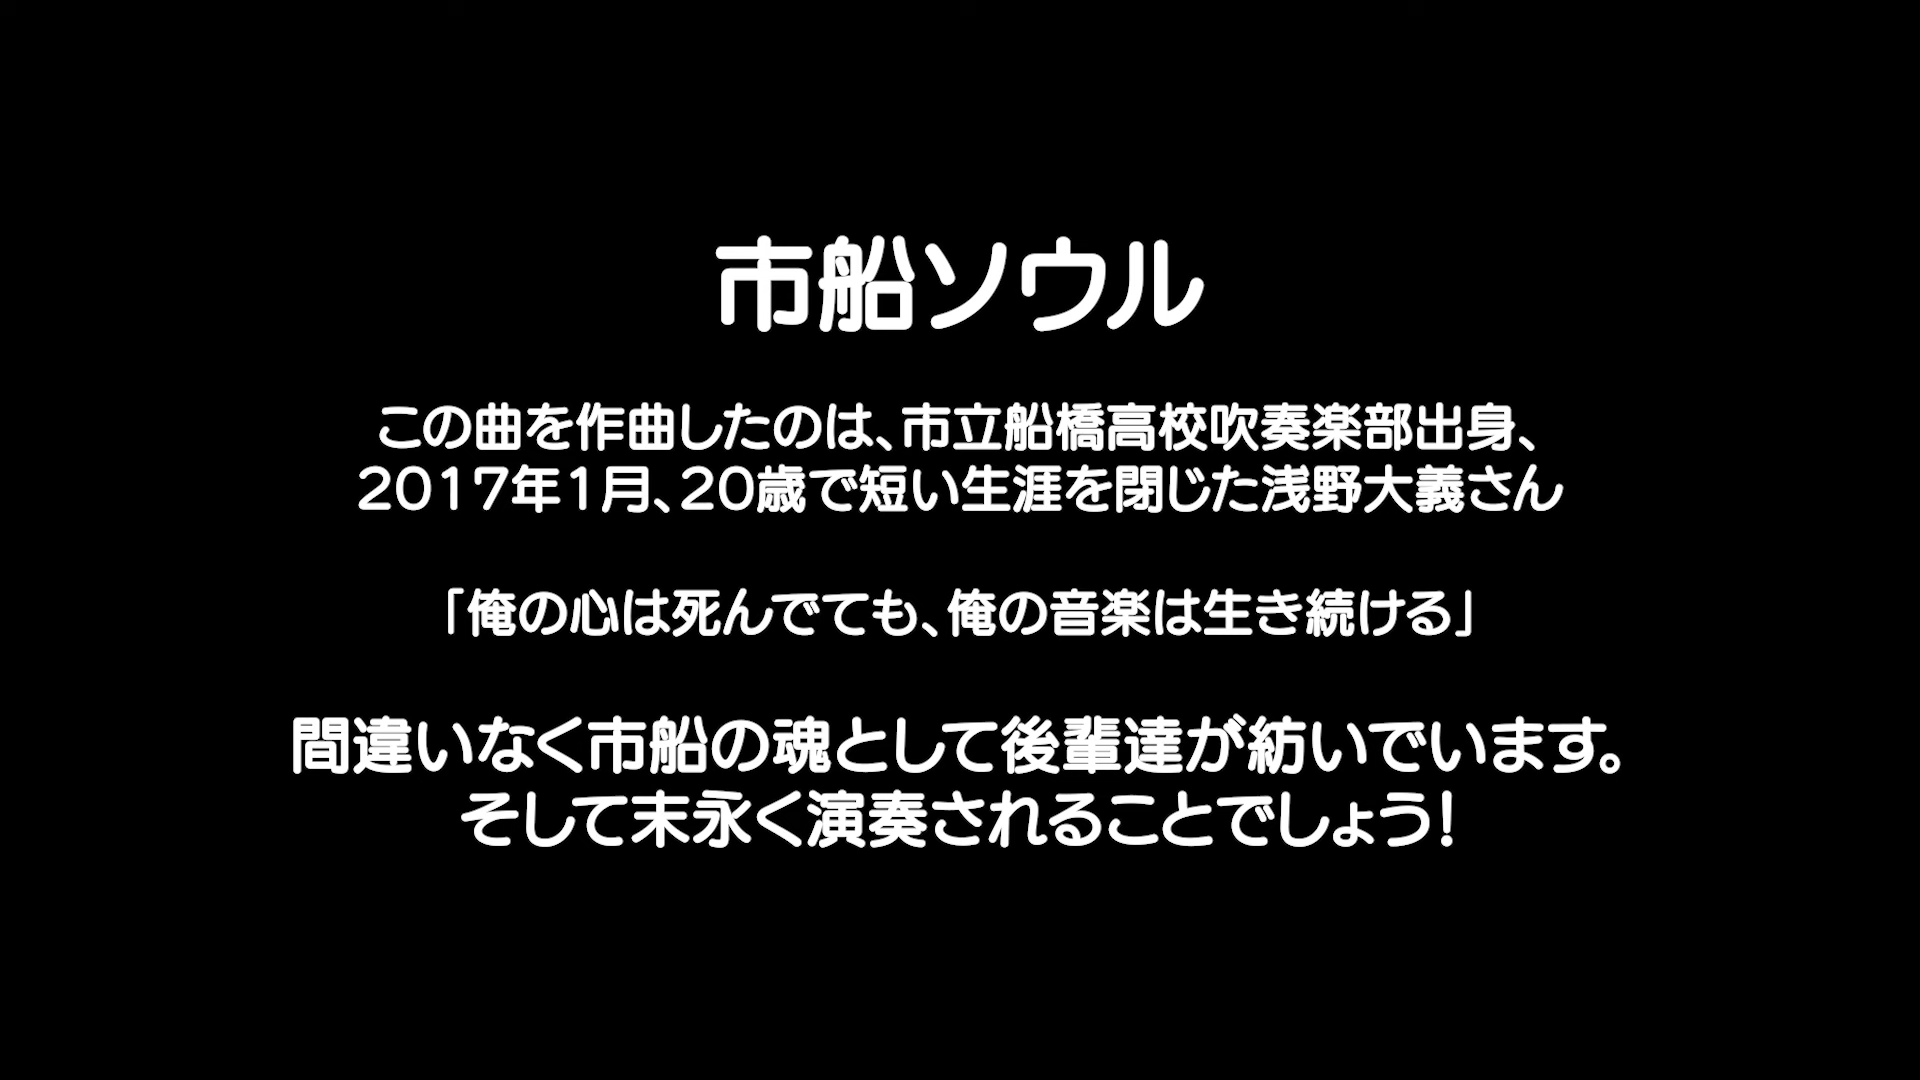 市船ソウル
この曲を作曲したのは、市立船橋高校吹奏楽部出身、
2017年1月、20歳で短い生涯を閉じた浅野大義さん
「俺の心は死んでても、俺の音楽は生き続ける」
間違いなく市船の魂として後輩達が紡いでいます。
そして末永く演奏されることでしょう!